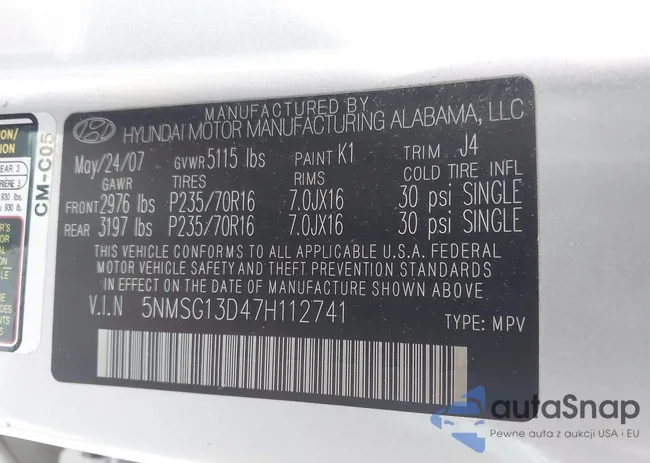 MANUFACTURED BY
HYUNDAI MOTOR MANUFACTURING ALABAMA, LLC
May/24/07 GVWR 5115 lbs PAINT K1 TRIM J4
GAWR TIRES RIMS COLD TIRE INFL
FRONT 2976 lbs P235/70R16 7.0JX16 30 psi SINGLE
REAR 3197 lbs P235/70R16 7.0JX16 30 psi SINGLE
THIS VEHICLE CONFORMS TO ALL APPLICABLE U.S.A. FEDERAL
MOTOR VEHICLE SAFETY AND THEFT PREVENTION STANDARDS
IN EFFECT ON THE DATE OF MANUFACTURE SHOWN ABOVE
V.I.N 5NMSG13D47H112741 TYPE: MPV
CM-C05
autaSnap
Pewne auta z aukcji USA i EU